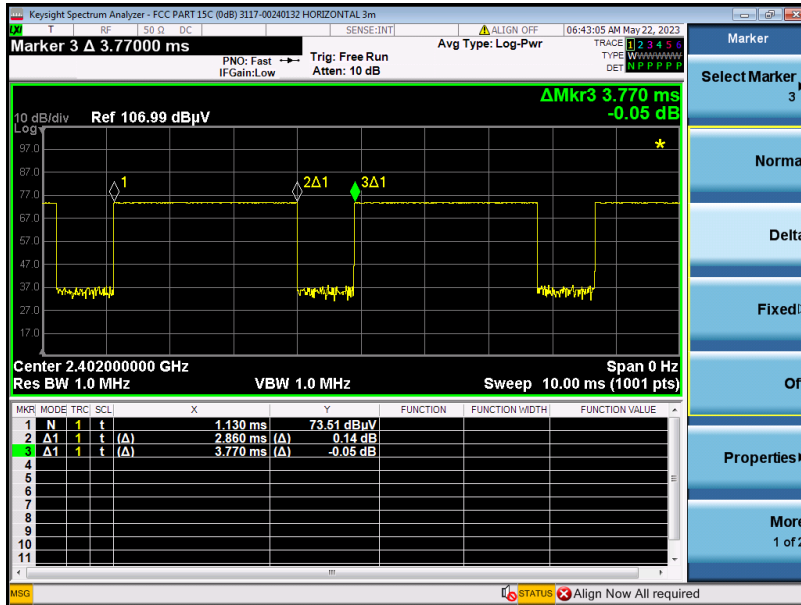 Keysight Spectrum Analyzer - FCC PART 15C (0dB) 3117-00240132 HORIZONTAL 3m
LXI T RF 50 Ω DC SENSE:INT ALIGN OFF 06:43:05 AM May 22, 2023
Marker 3 Δ 3.77000 ms
PNO: Fast
IFGain:Low
Trig: Free Run
Atten: 10 dB
Avg Type: Log-Pwr
TRACE 1 2 3 4 5 6
TYPE W
DET N P P P P P
ΔMkr3 3.770 ms
-0.05 dB
10 dB/div Ref 106.99 dBµV
Log
97.0
87.0
77.0
67.0
57.0
47.0
37.0
27.0
17.0
1
2Δ1
3Δ1
*
Center 2.402000000 GHz Span 0 Hz
Res BW 1.0 MHz VBW 1.0 MHz Sweep 10.00 ms (1001 pts)
MKR MODE TRC SCL X Y FUNCTION FUNCTION WIDTH FUNCTION VALUE
1 N 1 t 1.130 ms 73.51 dBµV
2 Δ1 1 t (Δ) 2.860 ms (Δ) 0.14 dB
3 Δ1 1 t (Δ) 3.770 ms (Δ) -0.05 dB
4
5
6
7
8
9
10
11
MSG STATUS Align Now All required
Marker
Select Marker
3
Norma
Delta
Fixed
Of
Properties
More
1 of 2